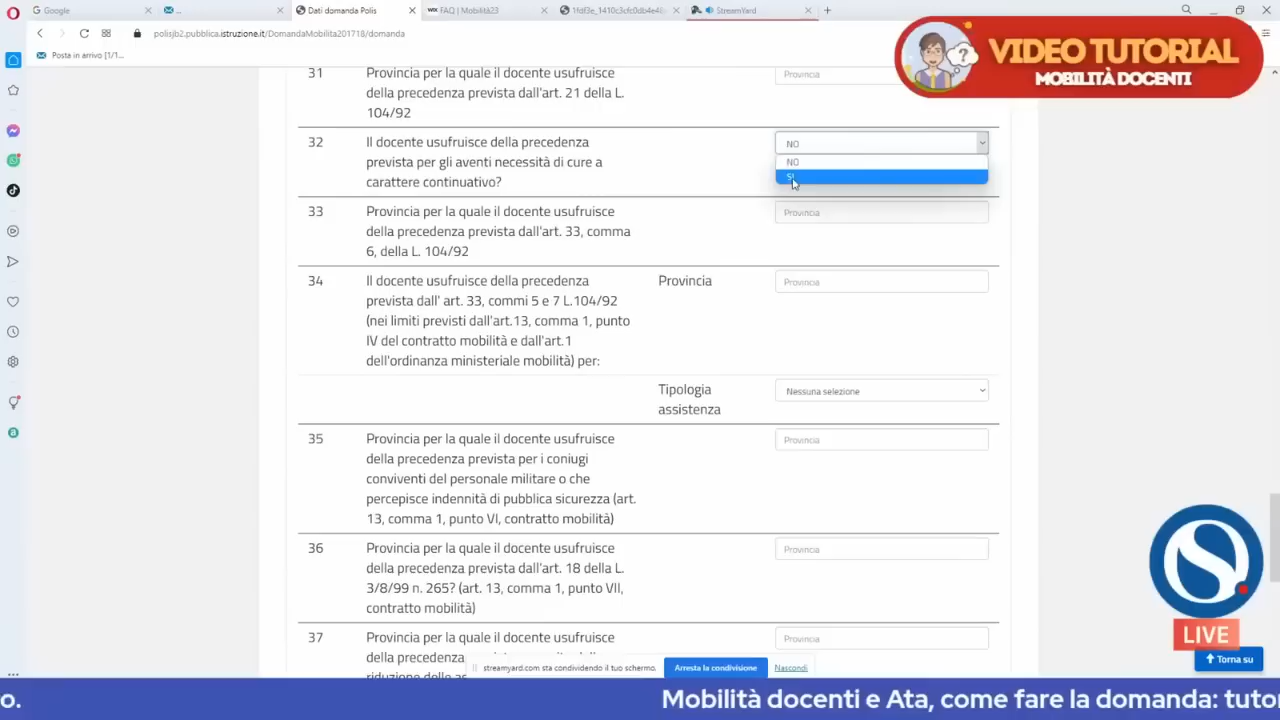 Google
Dati domanda Polis
WIX FAQ | Mobilità23
StreamYard
polisjb2.pubblica.istruzione.it/DomandaMobilita201718/domanda
Posta in arrivo [1/1...
VIDEO TUTORIAL
MOBILITÀ DOCENTI
31 Provincia per la quale il docente usufruisce Provincia
della precedenza prevista dall'art. 21 della L.
104/92
32 Il docente usufruisce della precedenza NO
prevista per gli aventi necessità di cure a NO
carattere continuativo? SI
33 Provincia per la quale il docente usufruisce Provincia
della precedenza prevista dall'art. 33, comma
6, della L. 104/92
34 Il docente usufruisce della precedenza Provincia Provincia
prevista dall' art. 33, commi 5 e 7 L.104/92
(nei limiti previsti dall'art.13, comma 1, punto
IV del contratto mobilità e dall'art.1
dell'ordinanza ministeriale mobilità) per:
Tipologia Nessuna selezione
assistenza
35 Provincia per la quale il docente usufruisce Provincia
della precedenza prevista per i coniugi
conviventi del personale militare o che
percepisce indennità di pubblica sicurezza (art.
13, comma 1, punto VI, contratto mobilità)
36 Provincia per la quale il docente usufruisce Provincia
della precedenza prevista dall'art. 18 della L.
3/8/99 n. 265? (art. 13, comma 1, punto VII,
contratto mobilità)
37 Provincia per la quale il docente usufruisce Provincia
della precedenza
streamyard.com sta condividendo il tuo schermo. Arresta la condivisione Nascondi
LIVE
Torna su
o. Mobilità docenti e Ata, come fare la domanda: tuto